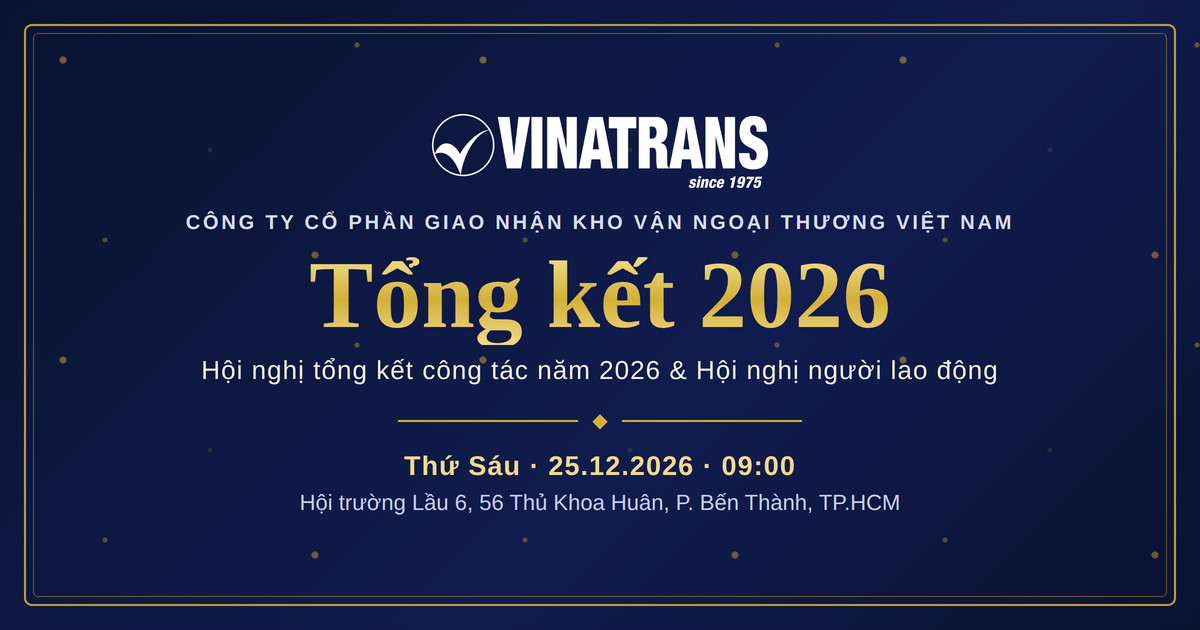 VINATRANS
since 1975
CÔNG TY CỔ PHẦN GIAO NHẬN KHO VẬN NGOẠI THƯƠNG VIỆT NAM
Tổng kết 2026
Hội nghị tổng kết công tác năm 2026 & Hội nghị người lao động
Thứ Sáu · 25.12.2026 · 09:00
Hội trường Lầu 6, 56 Thủ Khoa Huân, P. Bến Thành, TP.HCM